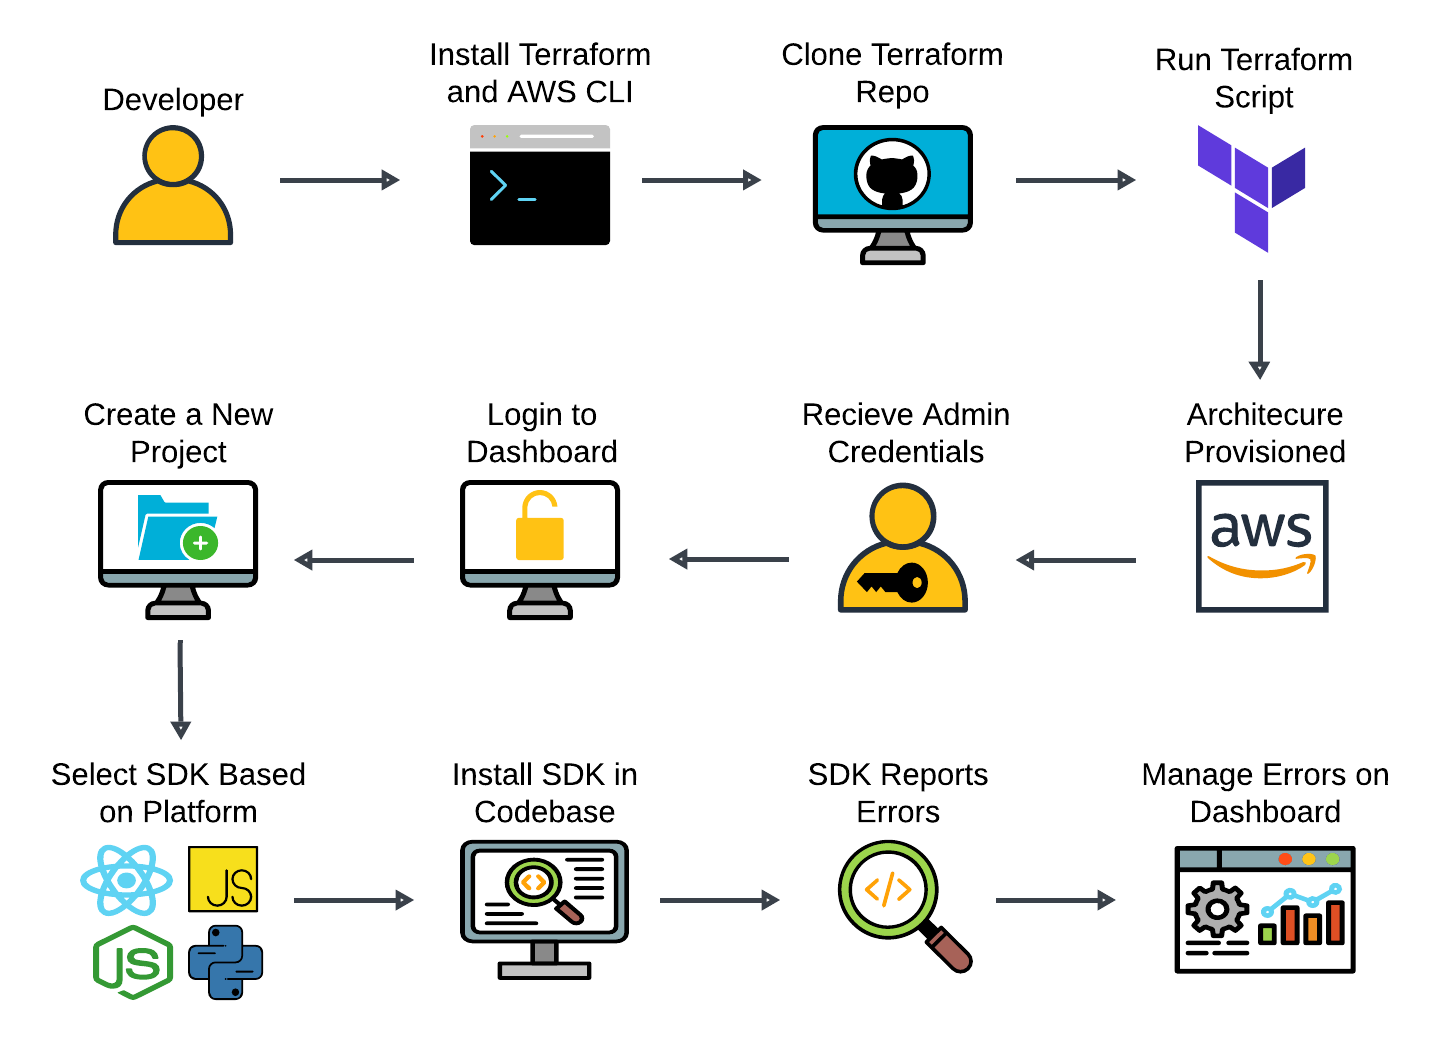 Developer
Install Terraform
and AWS CLI
Clone Terraform
Repo
Run Terraform
Script
Create a New
Project
Login to
Dashboard
Recieve Admin
Credentials
Architecure
Provisioned
aws
Select SDK Based
on Platform
JS
JS
Install SDK in
Codebase
SDK Reports
Errors
Manage Errors on
Dashboard